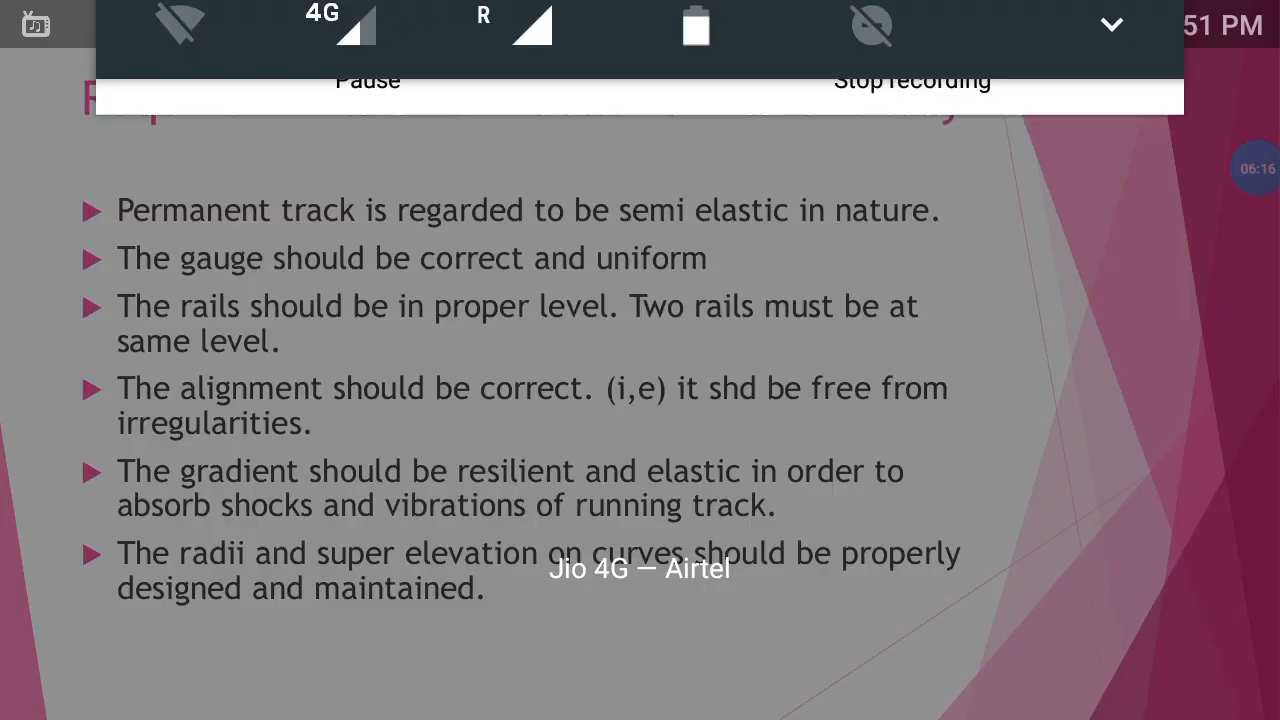 4G
R
51 PM
Pause
Stop recording
06:16
Permanent track is regarded to be semi elastic in nature.
The gauge should be correct and uniform
The rails should be in proper level. Two rails must be at
same level.
The alignment should be correct. (i,e) it shd be free from
irregularities.
The gradient should be resilient and elastic in order to
absorb shocks and vibrations of running track.
The radii and super elevation on curves should be properly
Jio 4G — Airtel
designed and maintained.